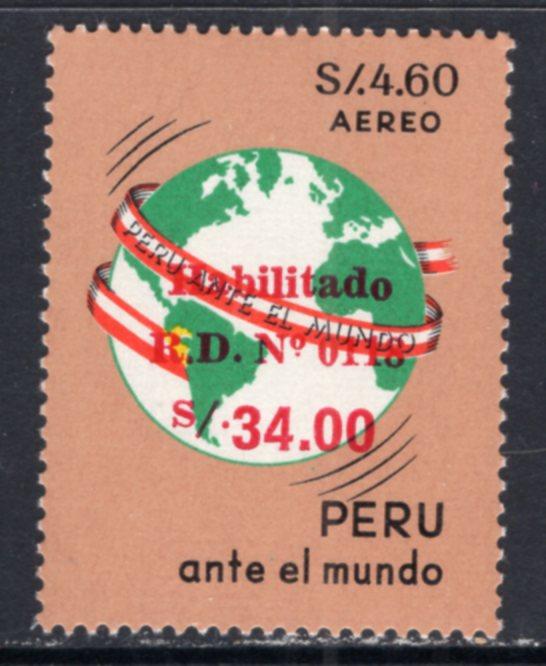 S/.4.60
AEREO
PERU ANTE EL MUNDO
Habilitado
R.D. Nº 0118
S/.34.00
PERU
ante el mundo